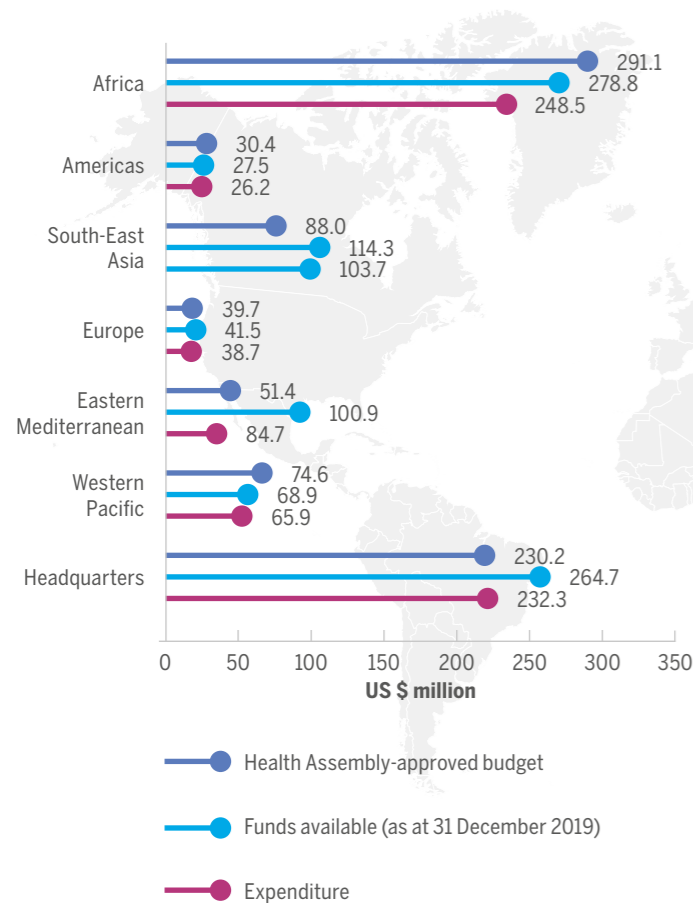 291.1
Africa
278.8
248.5
30.4
Americas
27.5
26.2
88.0
South-East
Asia
114.3
103.7
39.7
Europe
41.5
38.7
51.4
Eastern
Mediterranean
100.9
84.7
74.6
Western
Pacific
68.9
65.9
230.2
Headquarters
264.7
232.3
0 50 100 150 200 250 300 350
US $ million
Health Assembly-approved budget
Funds available (as at 31 December 2019)
Expenditure